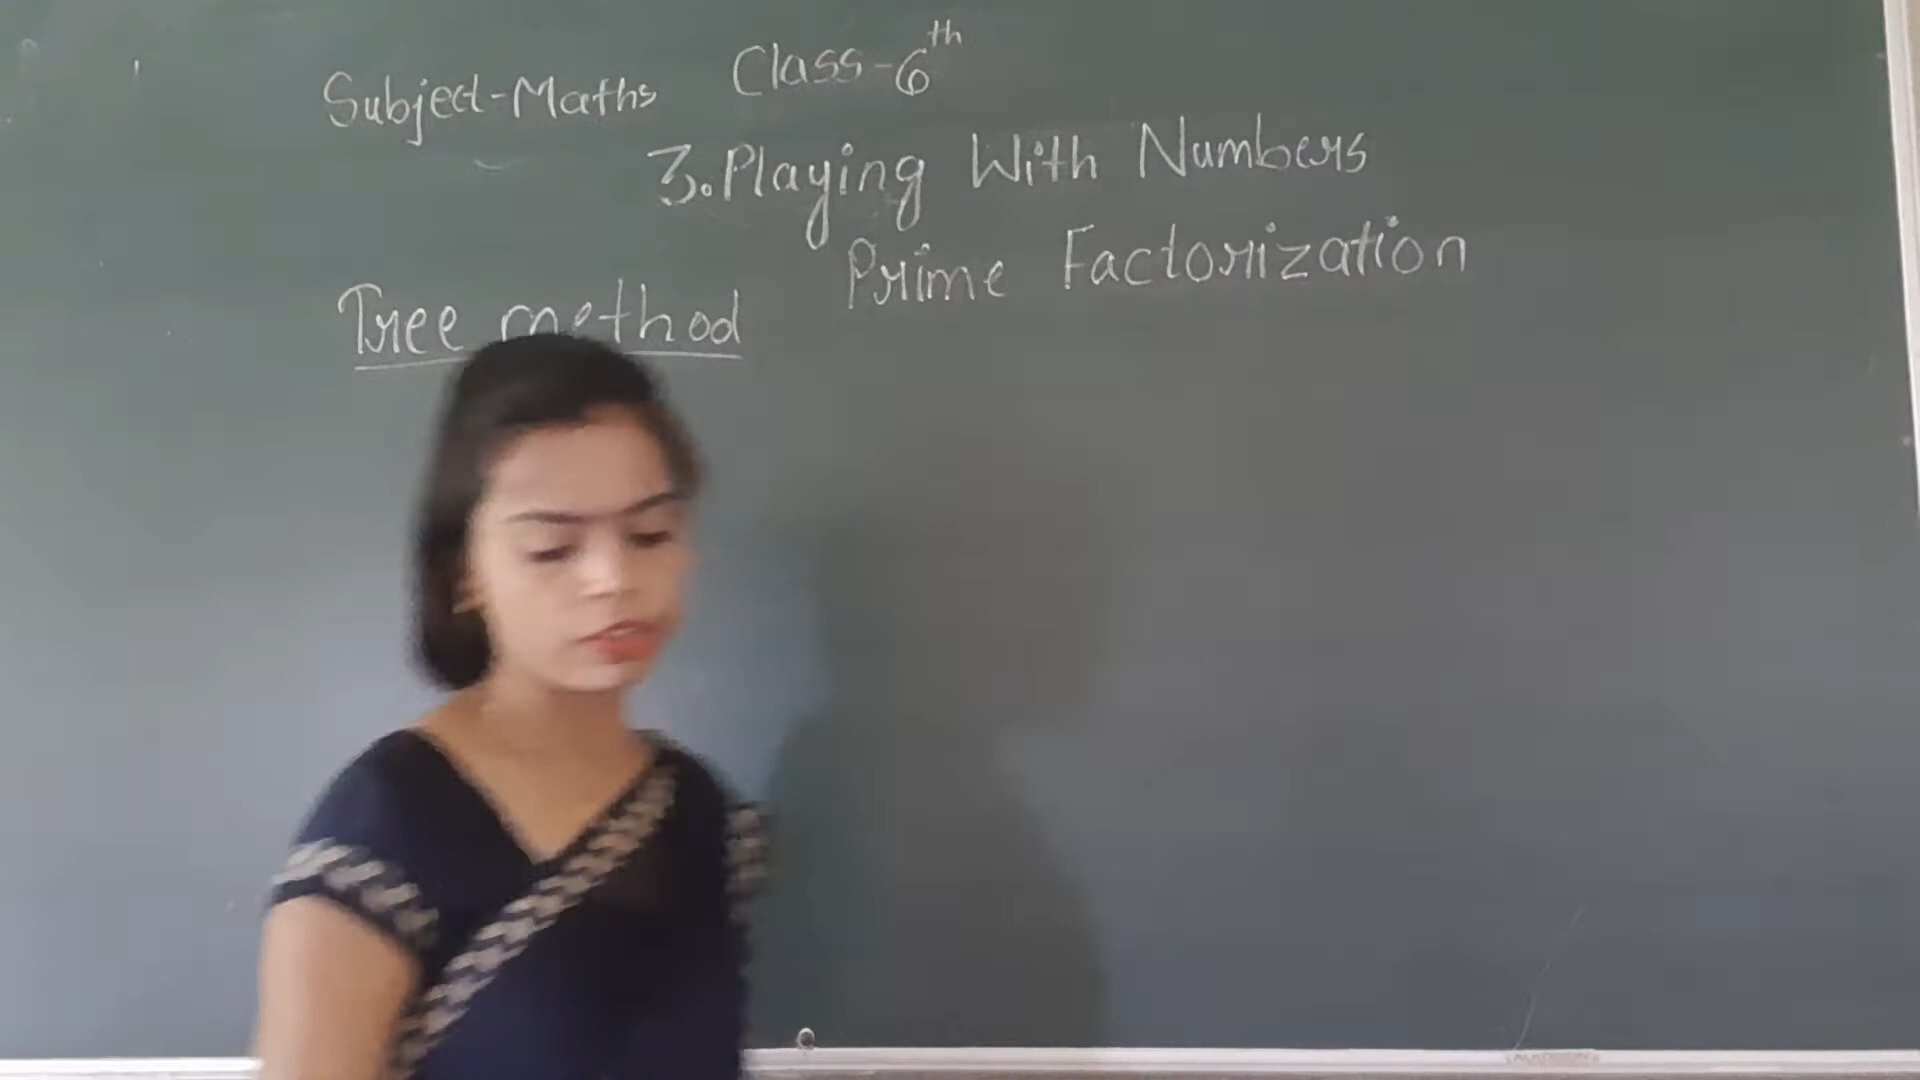 Subject-Maths Class-6th
3. Playing With Numbers
Prime Factorization
Tree method